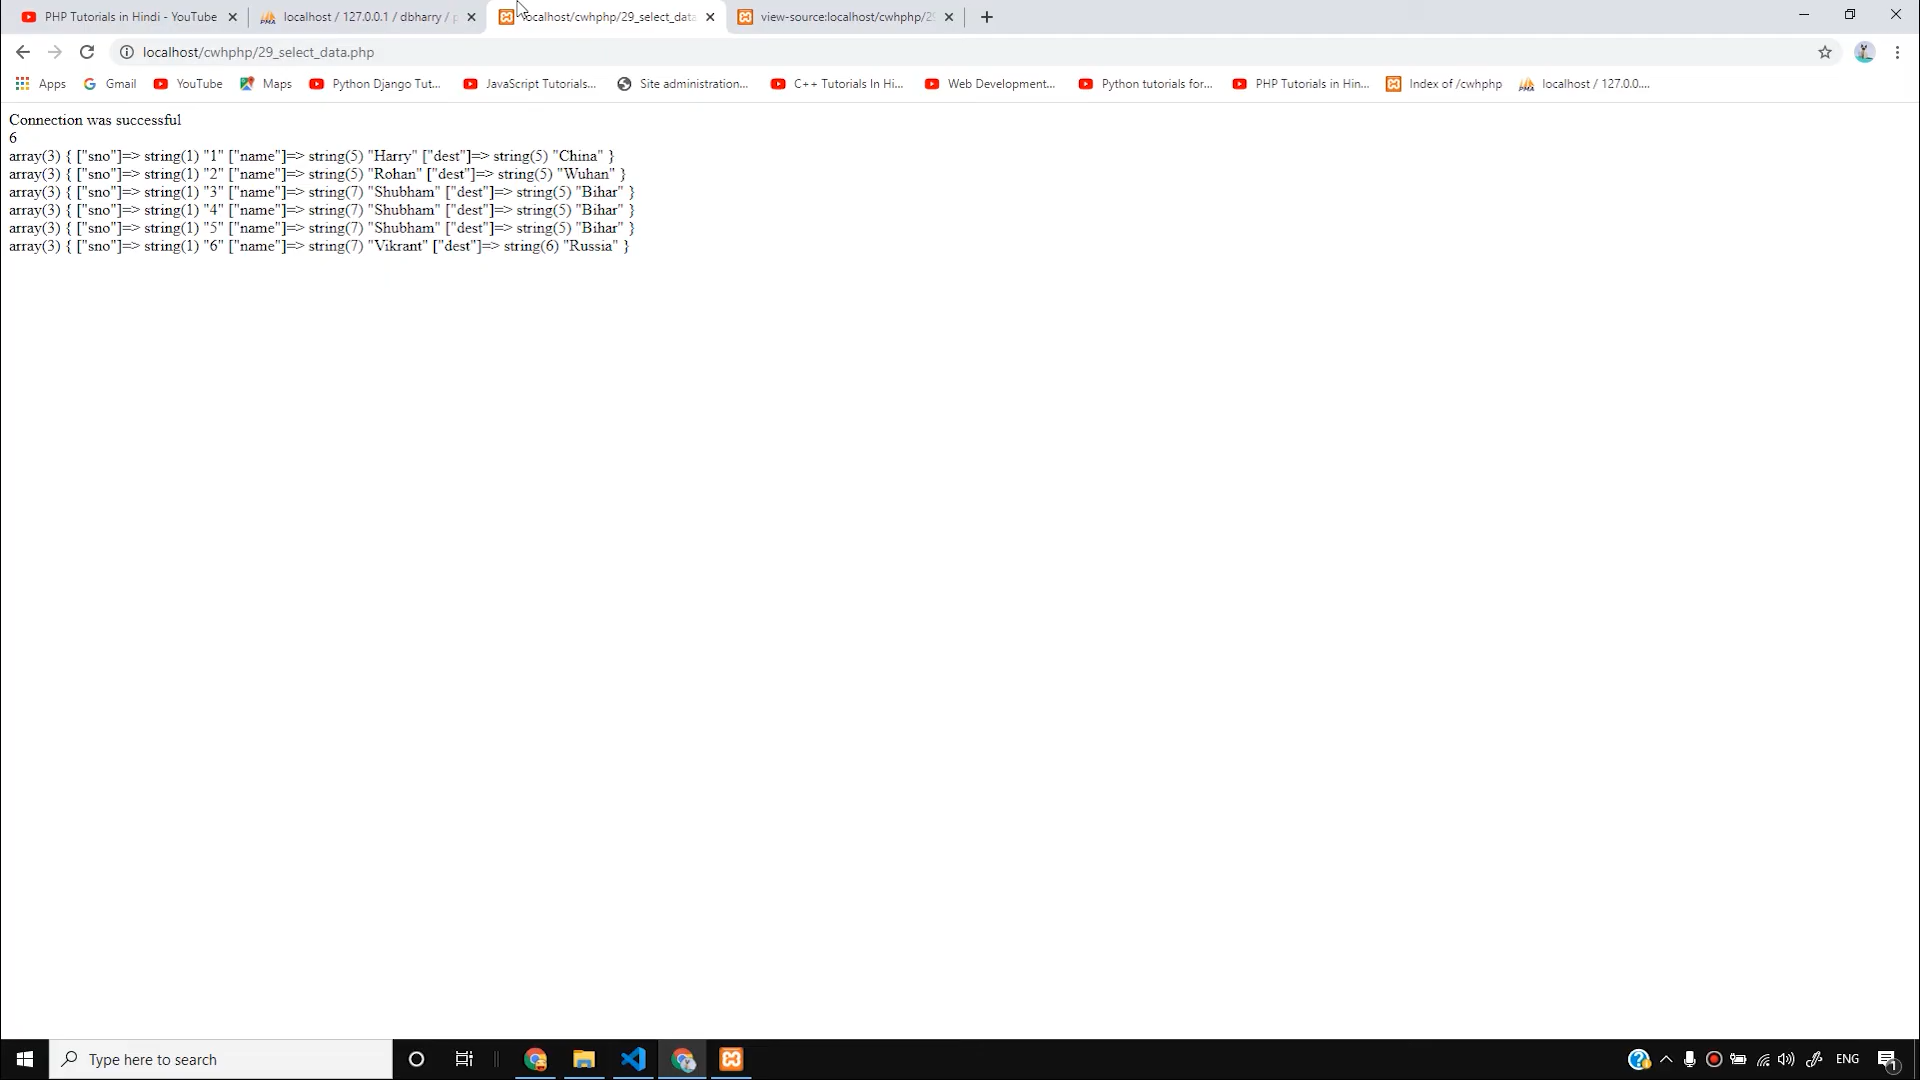 PHP Tutorials in Hindi - YouTube
localhost / 127.0.0.1 / dbharry / p
localhost/cwhphp/29_select_data
view-source:localhost/cwhphp/29
localhost/cwhphp/29_select_data.php
Apps
Gmail
YouTube
Maps
Python Django Tut...
JavaScript Tutorials...
Site administration...
C++ Tutorials In Hi...
Web Development...
Python tutorials for...
PHP Tutorials in Hin...
Index of /cwhphp
localhost / 127.0.0....
Connection was successful
6
array(3) { ["sno"]=> string(1) "1" ["name"]=> string(5) "Harry" ["dest"]=> string(5) "China" }
array(3) { ["sno"]=> string(1) "2" ["name"]=> string(5) "Rohan" ["dest"]=> string(5) "Wuhan" }
array(3) { ["sno"]=> string(1) "3" ["name"]=> string(7) "Shubham" ["dest"]=> string(5) "Bihar" }
array(3) { ["sno"]=> string(1) "4" ["name"]=> string(7) "Shubham" ["dest"]=> string(5) "Bihar" }
array(3) { ["sno"]=> string(1) "5" ["name"]=> string(7) "Shubham" ["dest"]=> string(5) "Bihar" }
array(3) { ["sno"]=> string(1) "6" ["name"]=> string(7) "Vikrant" ["dest"]=> string(6) "Russia" }
Type here to search
ENG
1